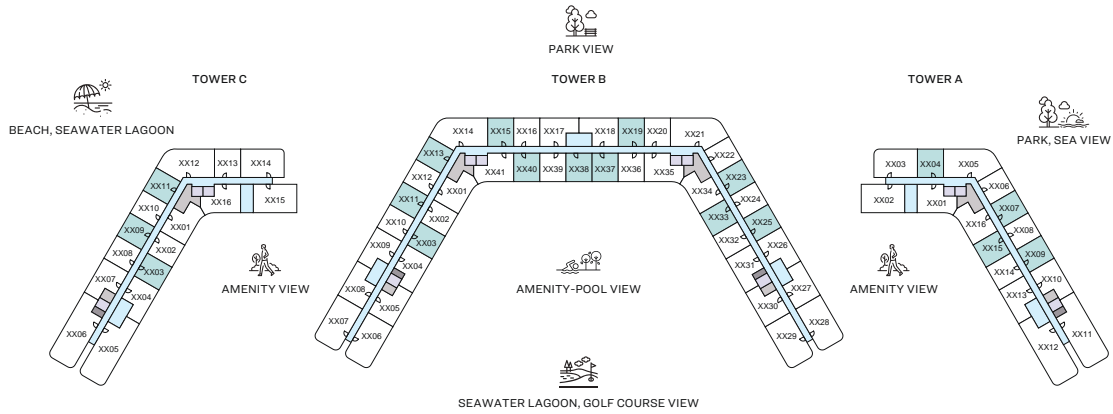 PARK VIEW
TOWER C
TOWER B
TOWER A
BEACH, SEAWATER LAGOON
PARK, SEA VIEW
XX12
XX13
XX14
XX11
XX10
XX09
XX08
XX07
XX06
XX05
XX04
XX03
XX02
XX01
XX16
XX15
XX14
XX15
XX16
XX17
XX18
XX19
XX20
XX21
XX13
XX12
XX11
XX10
XX09
XX08
XX07
XX06
XX05
XX04
XX03
XX02
XX01
XX41
XX40
XX39
XX38
XX37
XX36
XX35
XX34
XX22
XX23
XX24
XX25
XX26
XX27
XX28
XX29
XX30
XX31
XX32
XX33
XX03
XX04
XX05
XX02
XX01
XX06
XX07
XX08
XX09
XX10
XX11
XX12
XX13
XX14
XX15
XX16
AMENITY VIEW
AMENITY-POOL VIEW
AMENITY VIEW
SEAWATER LAGOON, GOLF COURSE VIEW